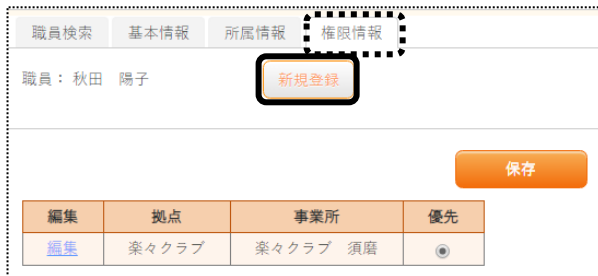 職員検索 基本情報 所属情報 権限情報
職員： 秋田 陽子 新規登録
保存
編集 拠点 事業所 優先
編集 楽々クラブ 楽々クラブ 須磨